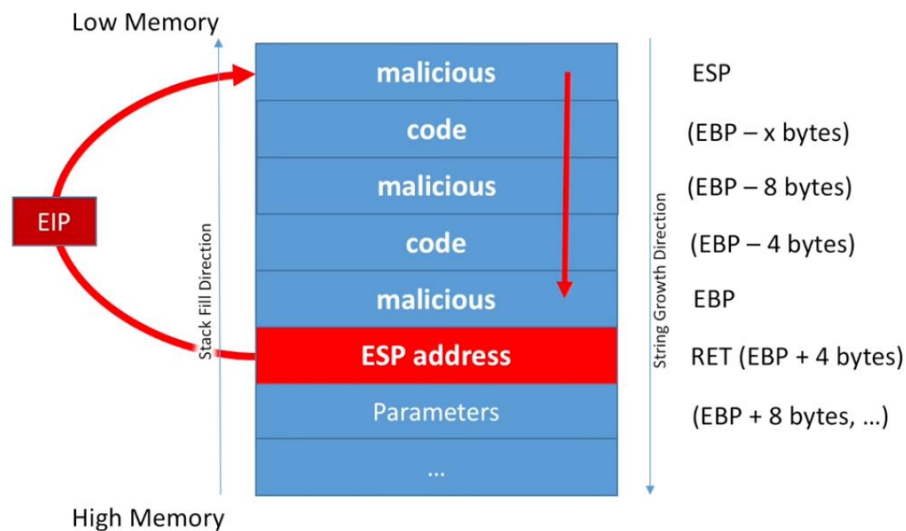 Low Memory
malicious
ESP
code
(EBP – x bytes)
malicious
(EBP – 8 bytes)
EIP
Stack Fill Direction
code
(EBP – 4 bytes)
String Growth Direction
malicious
EBP
ESP address
RET (EBP + 4 bytes)
Parameters
(EBP + 8 bytes, …)
...
High Memory